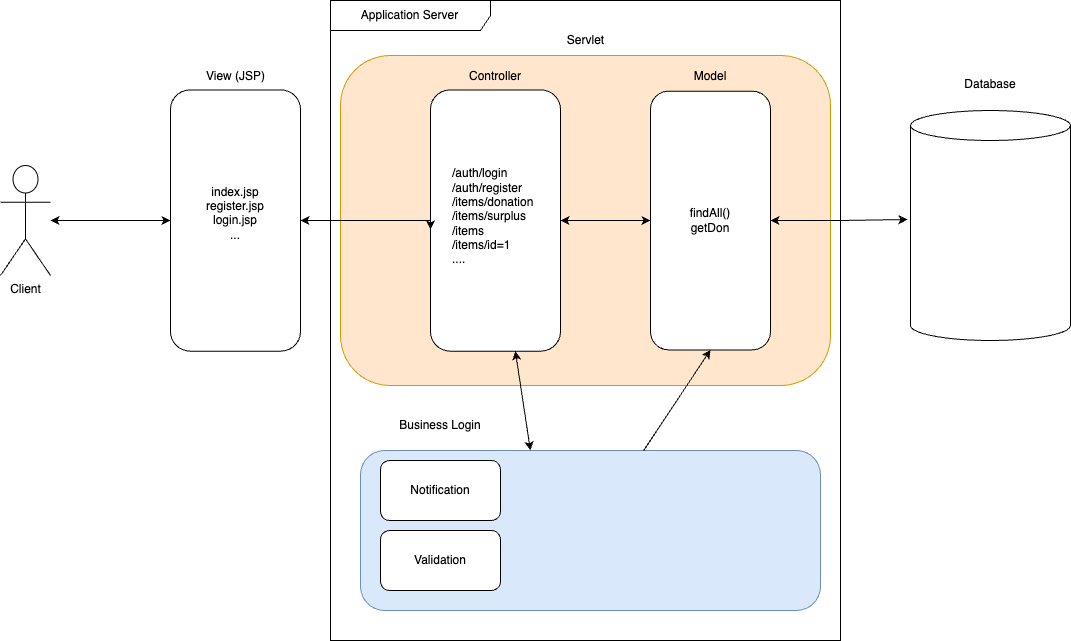 Application Server
Servlet
View (JSP)
Controller
Model
Database
index.jsp
register.jsp
login.jsp
...
/auth/login
/auth/register
/items/donation
/items/surplus
/items
/items/id=1
....
findAll()
getDon
Client
Business Login
Notification
Validation